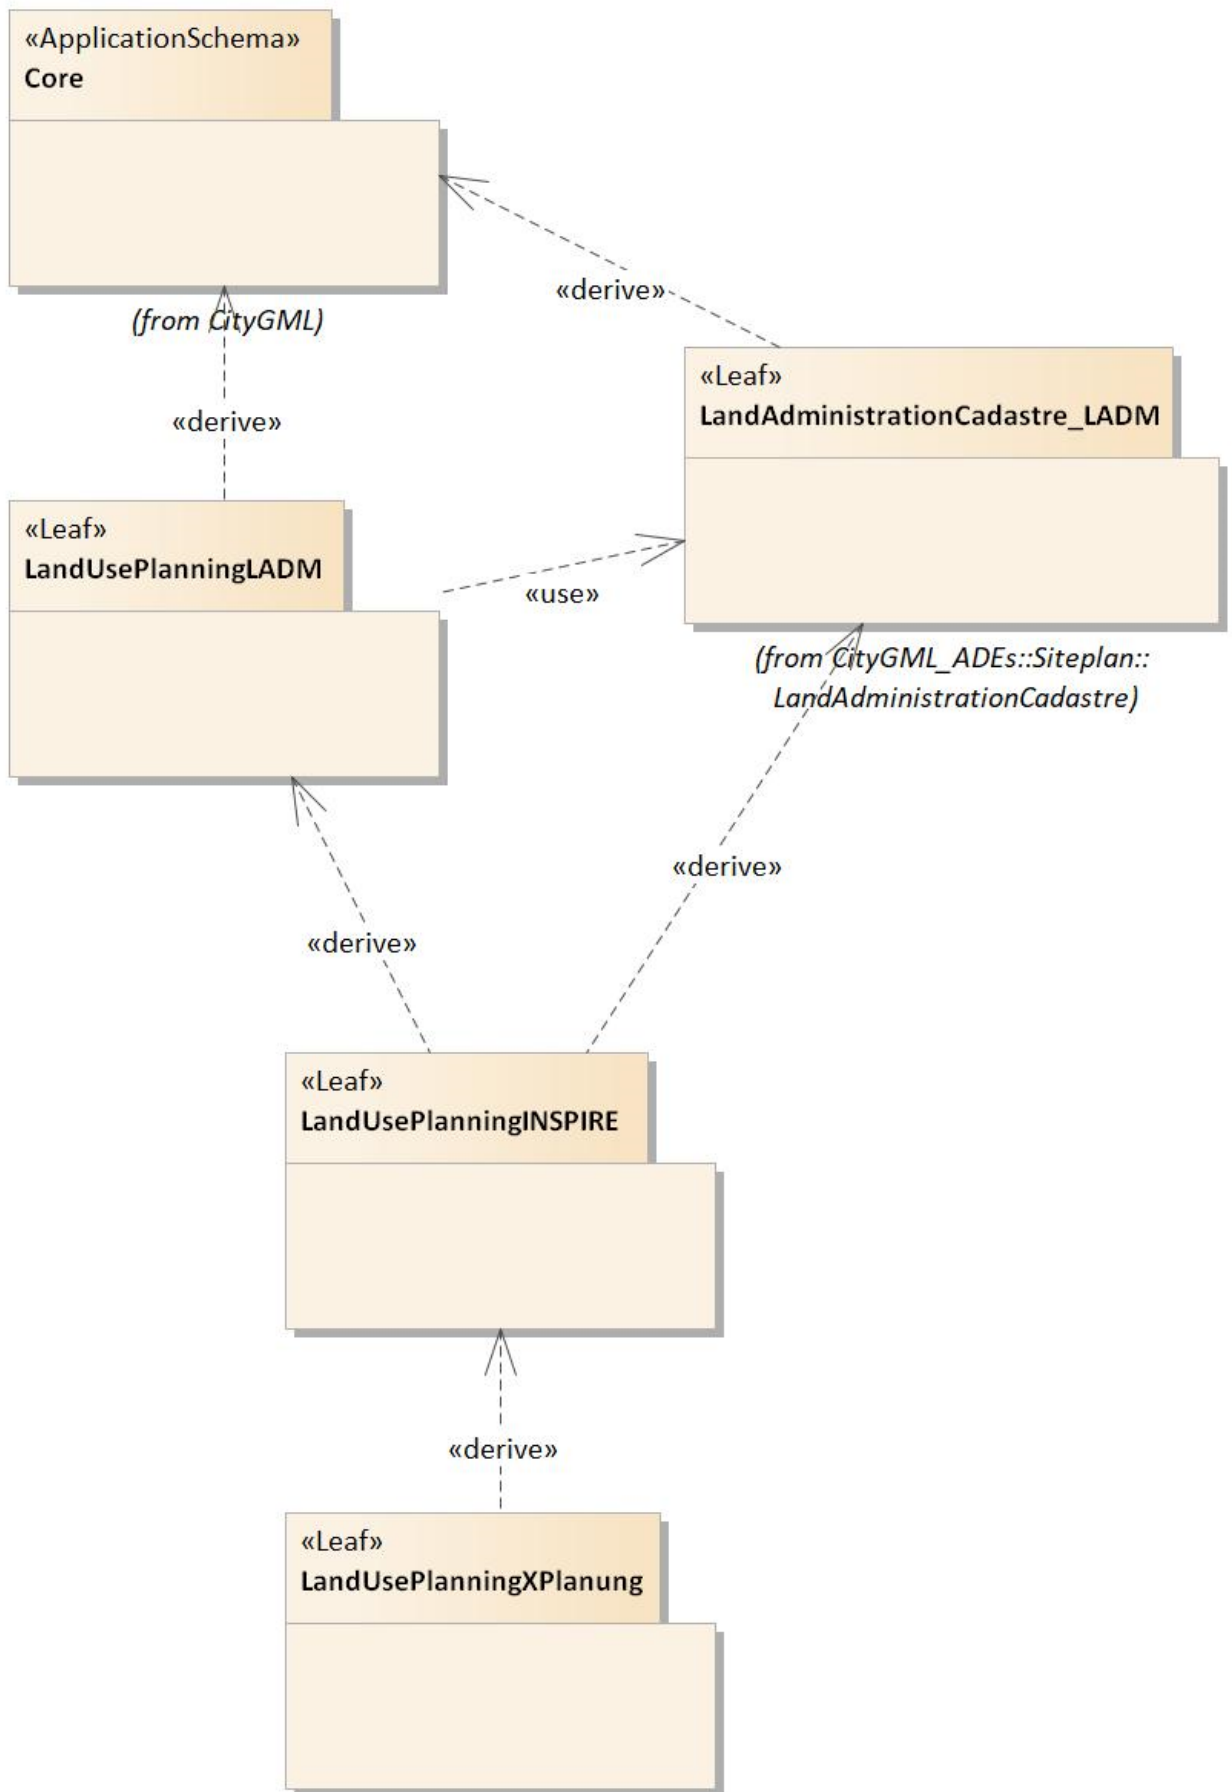 «ApplicationSchema»
Core
(from CityGML)
«derive»
«derive»
«Leaf»
LandAdministrationCadastre_LADM
(from CityGML_ADEs::Siteplan::
LandAdministrationCadastre)
«Leaf»
LandUsePlanningLADM
«use»
«derive»
«derive»
«Leaf»
LandUsePlanningINSPIRE
«derive»
«Leaf»
LandUsePlanningXPlanung